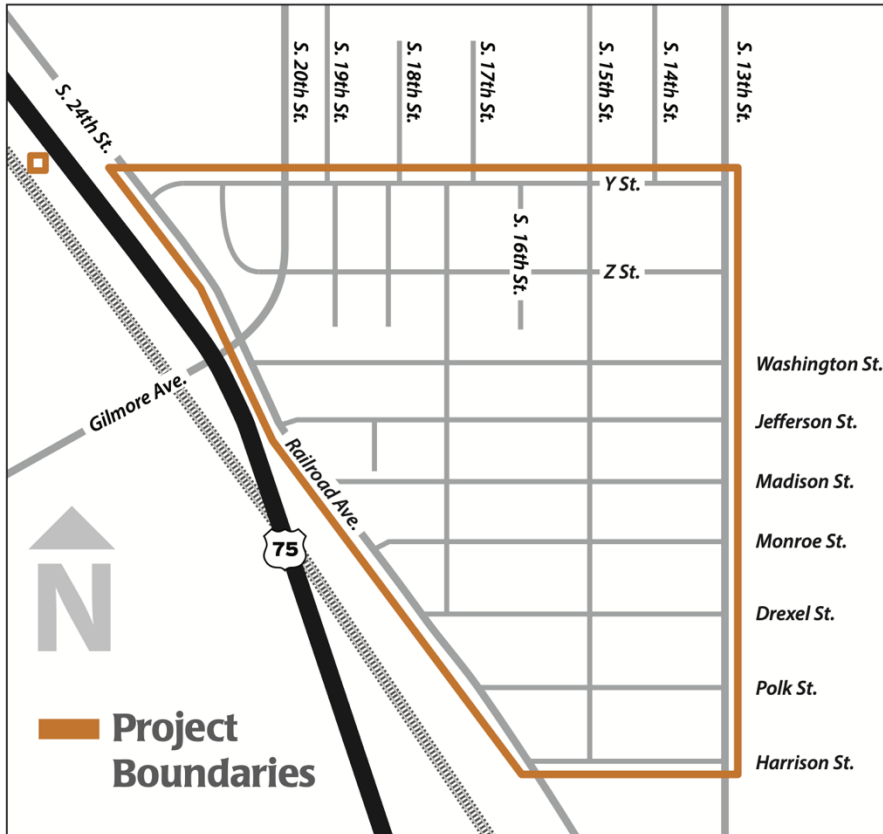 S. 24th St.
S. 20th St.
S. 19th St.
S. 18th St.
S. 17th St.
S. 15th St.
S. 14th St.
S. 13th St.
Y St.
S. 16th St.
Z St.
Washington St.
Gilmore Ave.
Jefferson St.
Railroad Ave.
Madison St.
75
Monroe St.
N
Drexel St.
Polk St.
Project
Boundaries
Harrison St.